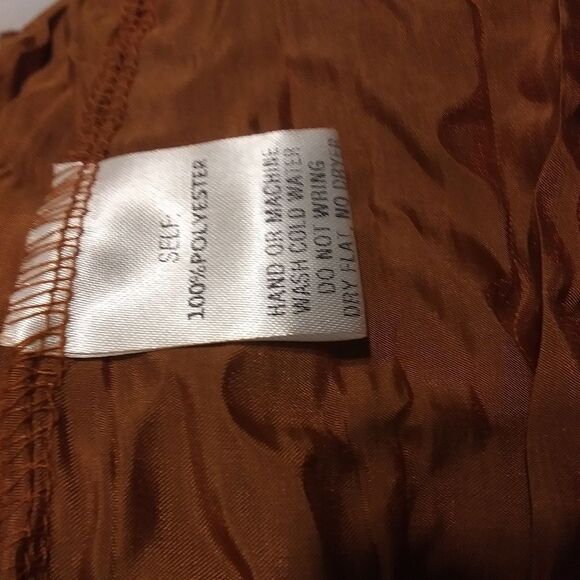 SELF:
100%POLYESTER
HAND OR MACHINE
WASH COLD WATER
DO NOT WRING
DRY FLAT, NO DRYER